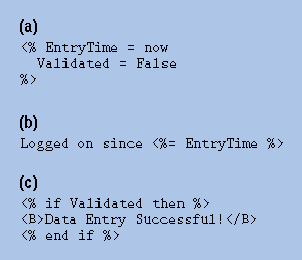 (a)
<% EntryTime = now
Validated = False
%>
(b)
Logged on since <%= EntryTime %>
(c)
<% if Validated then %>
<B>Data Entry Successful!</B>
<% end if %>